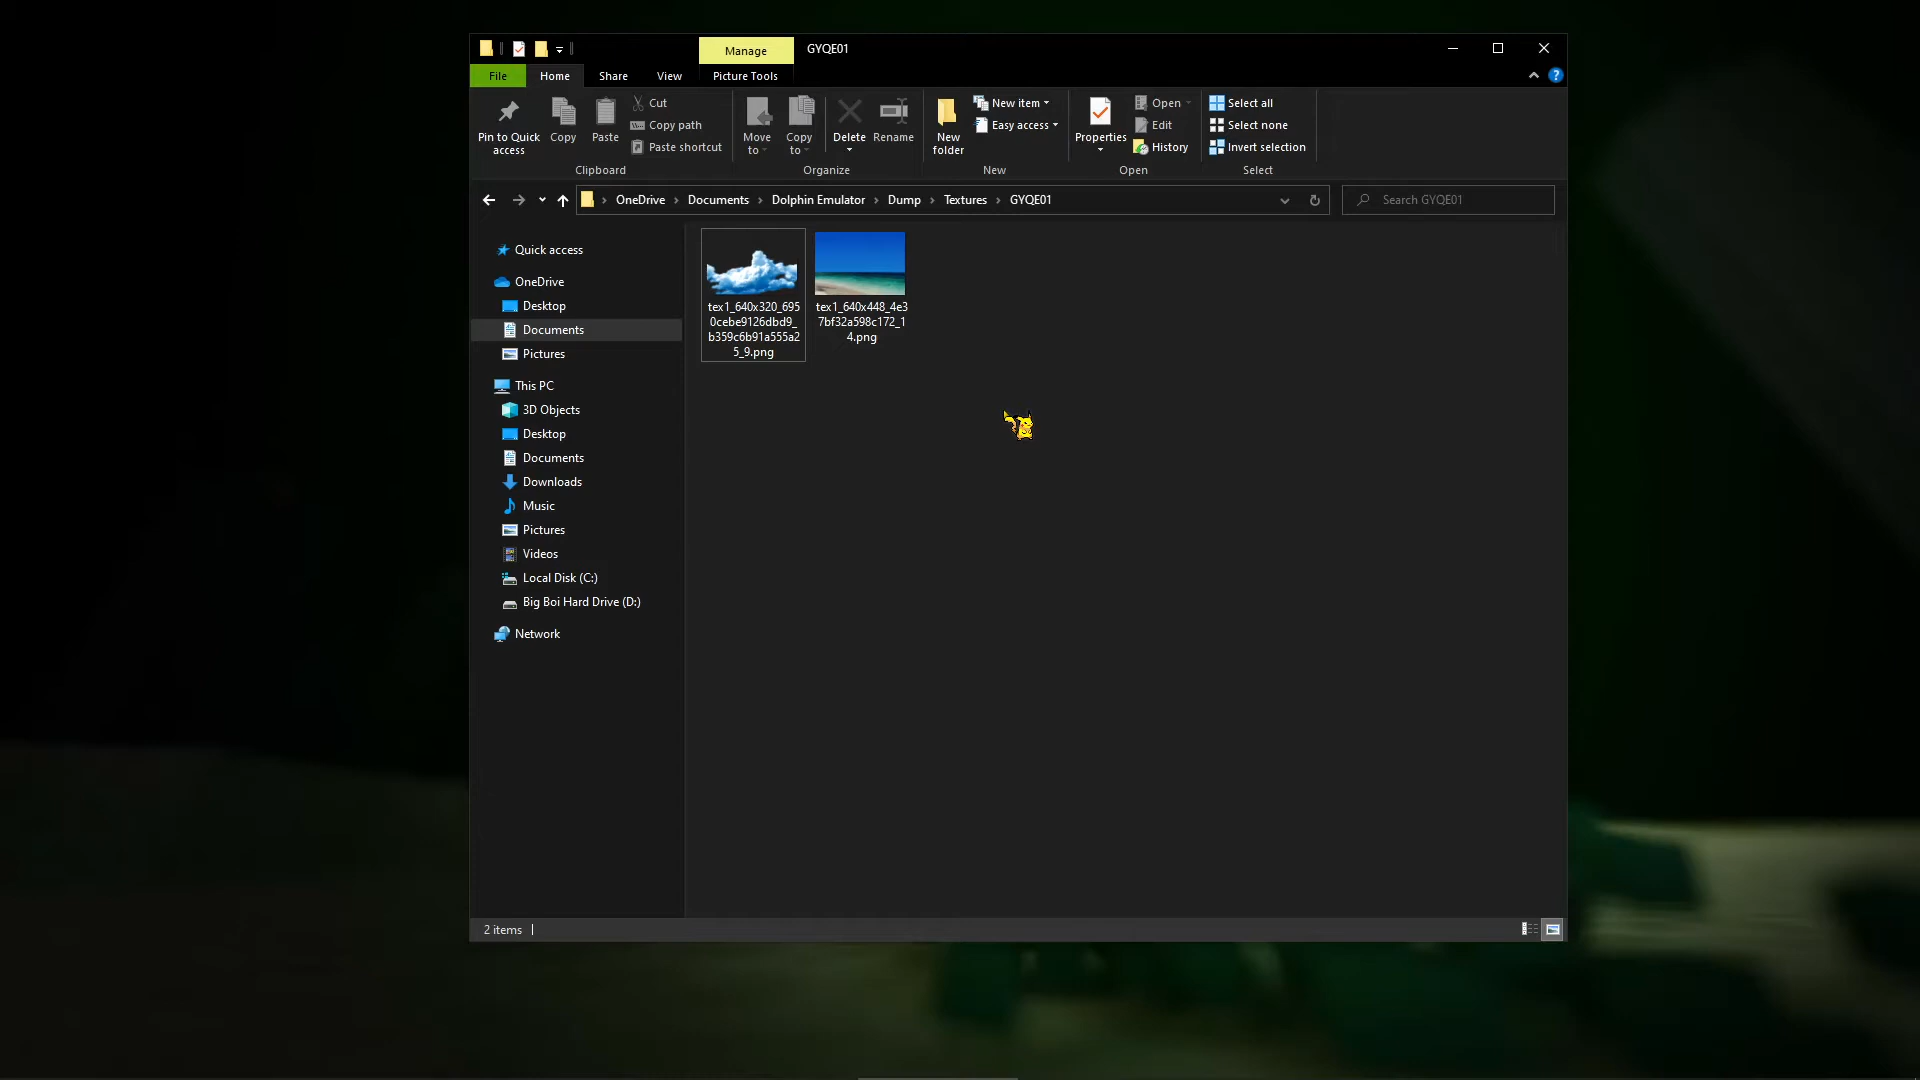 Manage
GYQE01
File
Home
Share
View
Picture Tools
Pin to Quick
access
Copy
Paste
Cut
Copy path
Paste shortcut
Clipboard
Move
to
Copy
to
Delete
Rename
Organize
New
folder
New item
Easy access
New
Properties
Open
Edit
History
Open
Select all
Select none
Invert selection
Select
OneDrive > Documents > Dolphin Emulator > Dump > Textures > GYQE01
Search GYQE01
Quick access
OneDrive
Desktop
Documents
Pictures
This PC
3D Objects
Desktop
Documents
Downloads
Music
Pictures
Videos
Local Disk (C:)
Big Boi Hard Drive (D:)
Network
tex1_640x320_695
0cebe9126dbd9_
b359c6b91a555a2
5_9.png
tex1_640x448_4e3
7bf32a598c172_1
4.png
2 items